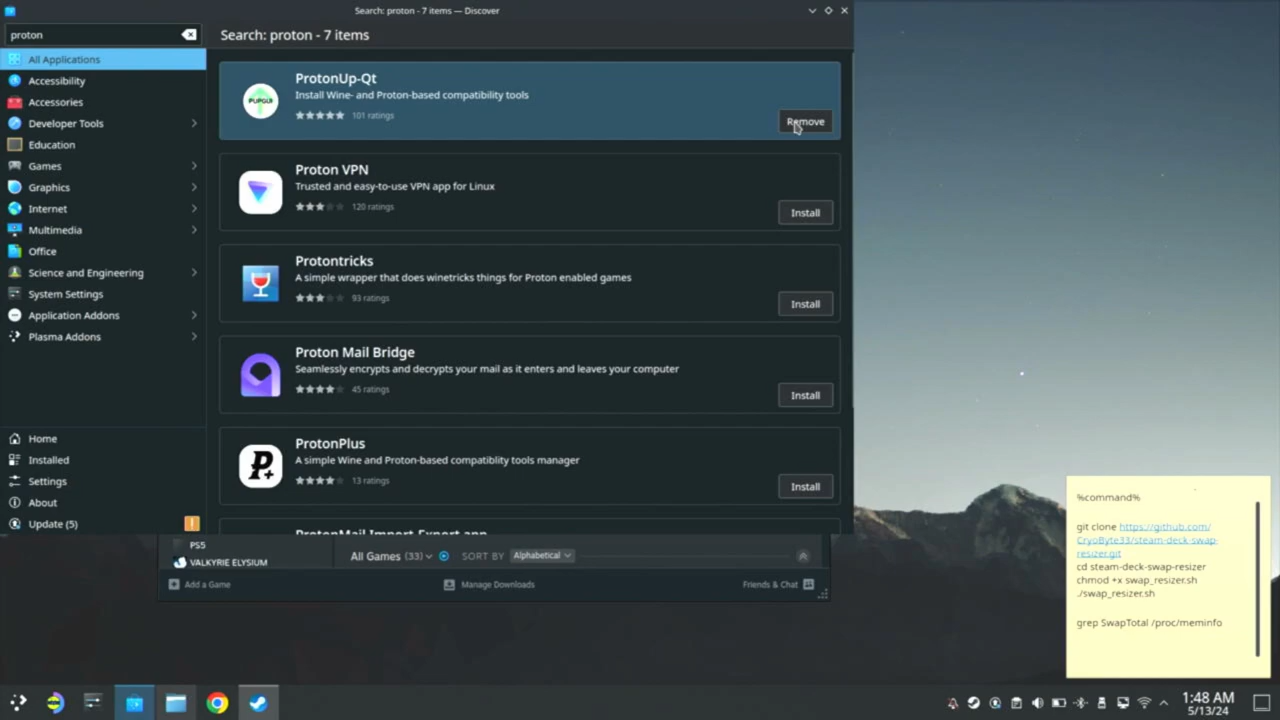 Search: proton - 7 items — Discover
proton
Search: proton - 7 items
All Applications
Accessibility
Accessories
Developer Tools
Education
Games
Graphics
Internet
Multimedia
Office
Science and Engineering
System Settings
Application Addons
Plasma Addons
Home
Installed
Settings
About
Update (5)
PUPGUI
ProtonUp-Qt
Install Wine- and Proton-based compatibility tools
101 ratings
Remove
Proton VPN
Trusted and easy-to-use VPN app for Linux
120 ratings
Install
Protontricks
A simple wrapper that does winetricks things for Proton enabled games
93 ratings
Install
Proton Mail Bridge
Seamlessly encrypts and decrypts your mail as it enters and leaves your computer
45 ratings
Install
ProtonPlus
A simple Wine and Proton-based compatiblity tools manager
13 ratings
Install
ProtonMail Import-Export app
PS5
VALKYRIE ELYSIUM
All Games (33)
SORT BY Alphabetical
Add a Game
Manage Downloads
Friends & Chat
%command%
git clone https://github.com/
CryoByte33/steam-deck-swap-
resizer.git
cd steam-deck-swap-resizer
chmod +x swap_resizer.sh
./swap_resizer.sh
grep SwapTotal /proc/meminfo
1:48 AM
5/13/24